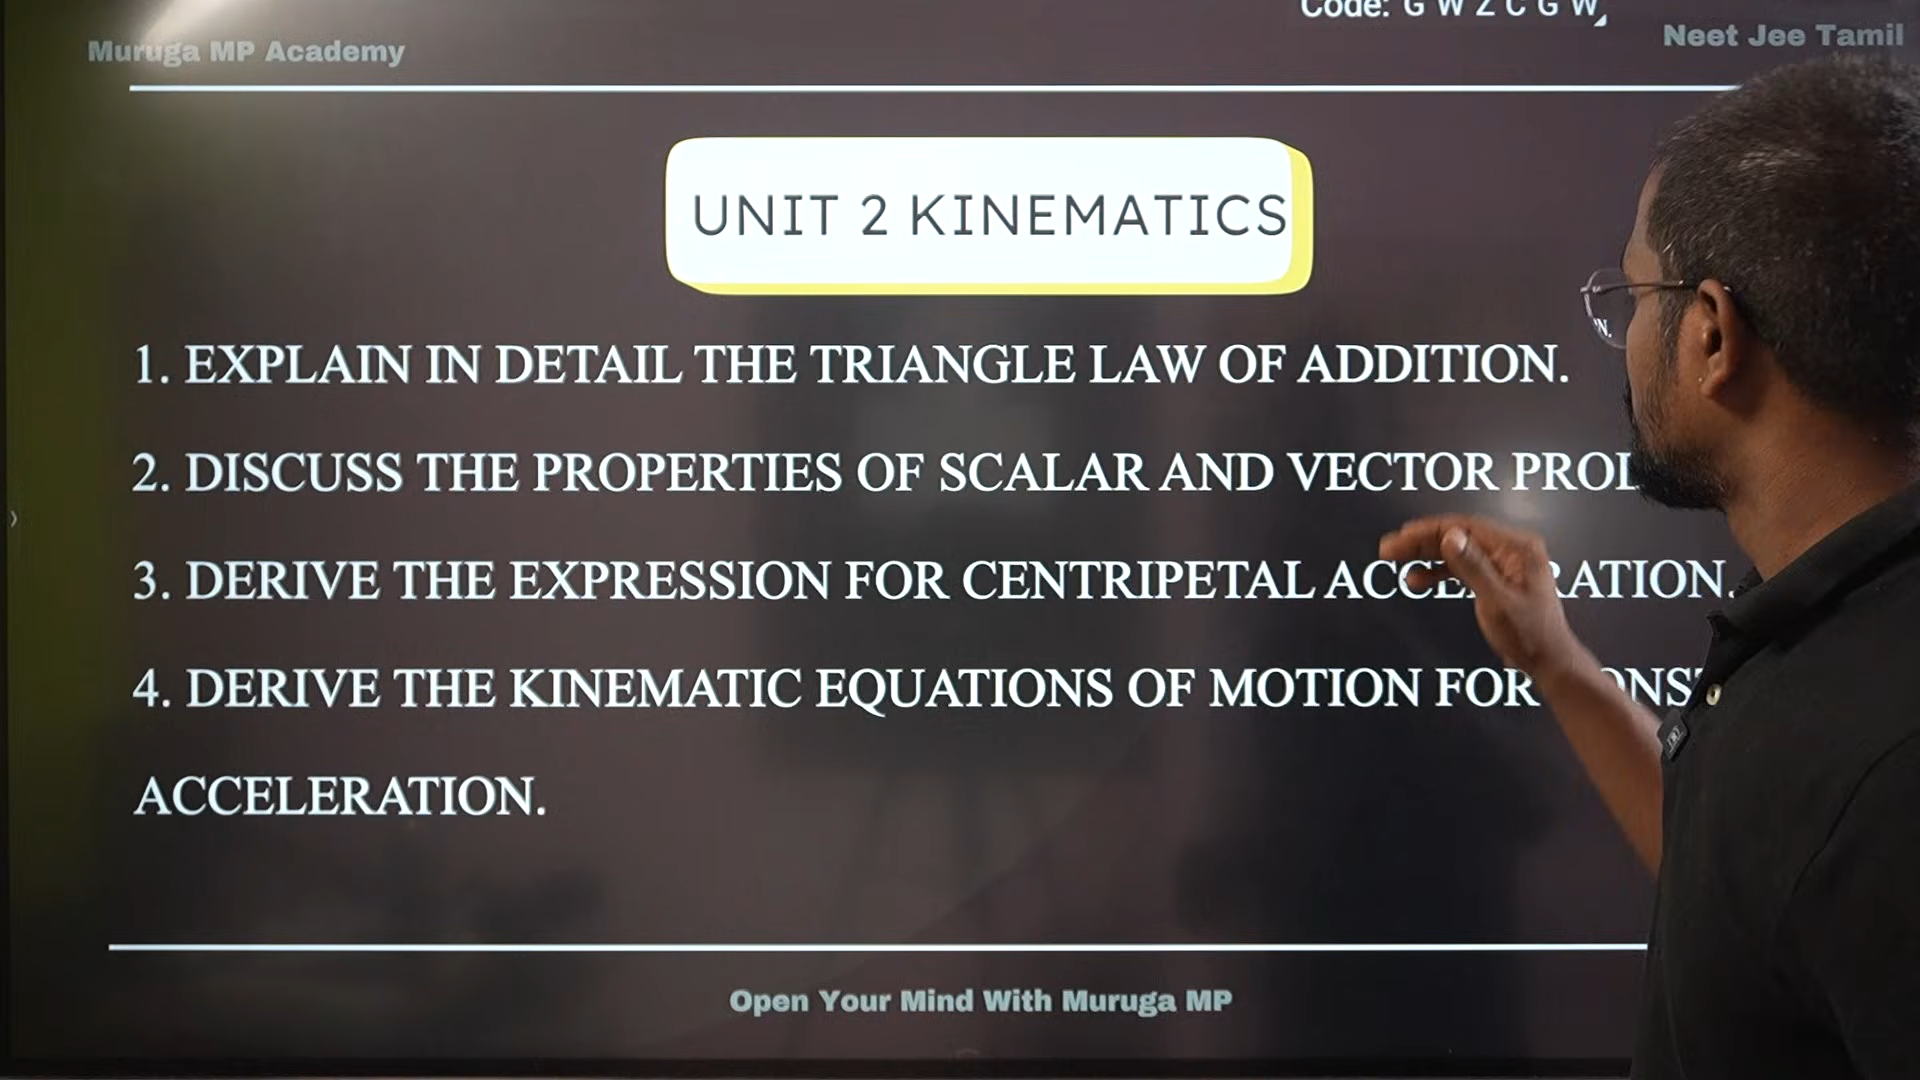 Code: G W Z C G W
Muruga MP Academy
Neet Jee Tamil
UNIT 2 KINEMATICS
1. EXPLAIN IN DETAIL THE TRIANGLE LAW OF ADDITION.
2. DISCUSS THE PROPERTIES OF SCALAR AND VECTOR
3. DERIVE THE EXPRESSION FOR CENTRIPETAL
4. DERIVE THE KINEMATIC EQUATIONS OF MOTION FOR
ACCELERATION.
Open Your Mind With Muruga MP